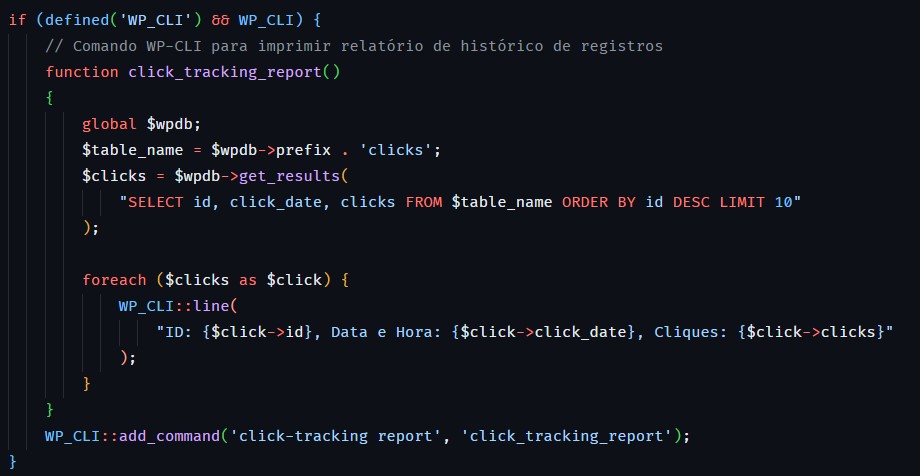 if (defined('WP_CLI') && WP_CLI) {
    // Comando WP-CLI para imprimir relatório de histórico de registros
    function click_tracking_report()
    {
        global $wpdb;
        $table_name = $wpdb->prefix . 'clicks';
        $clicks = $wpdb->get_results(
            "SELECT id, click_date, clicks FROM $table_name ORDER BY id DESC LIMIT 10"
        );

        foreach ($clicks as $click) {
            WP_CLI::line(
                "ID: {$click->id}, Data e Hora: {$click->click_date}, Cliques: {$click->clicks}"
            );
        }
    }
    WP_CLI::add_command('click-tracking report', 'click_tracking_report');
}